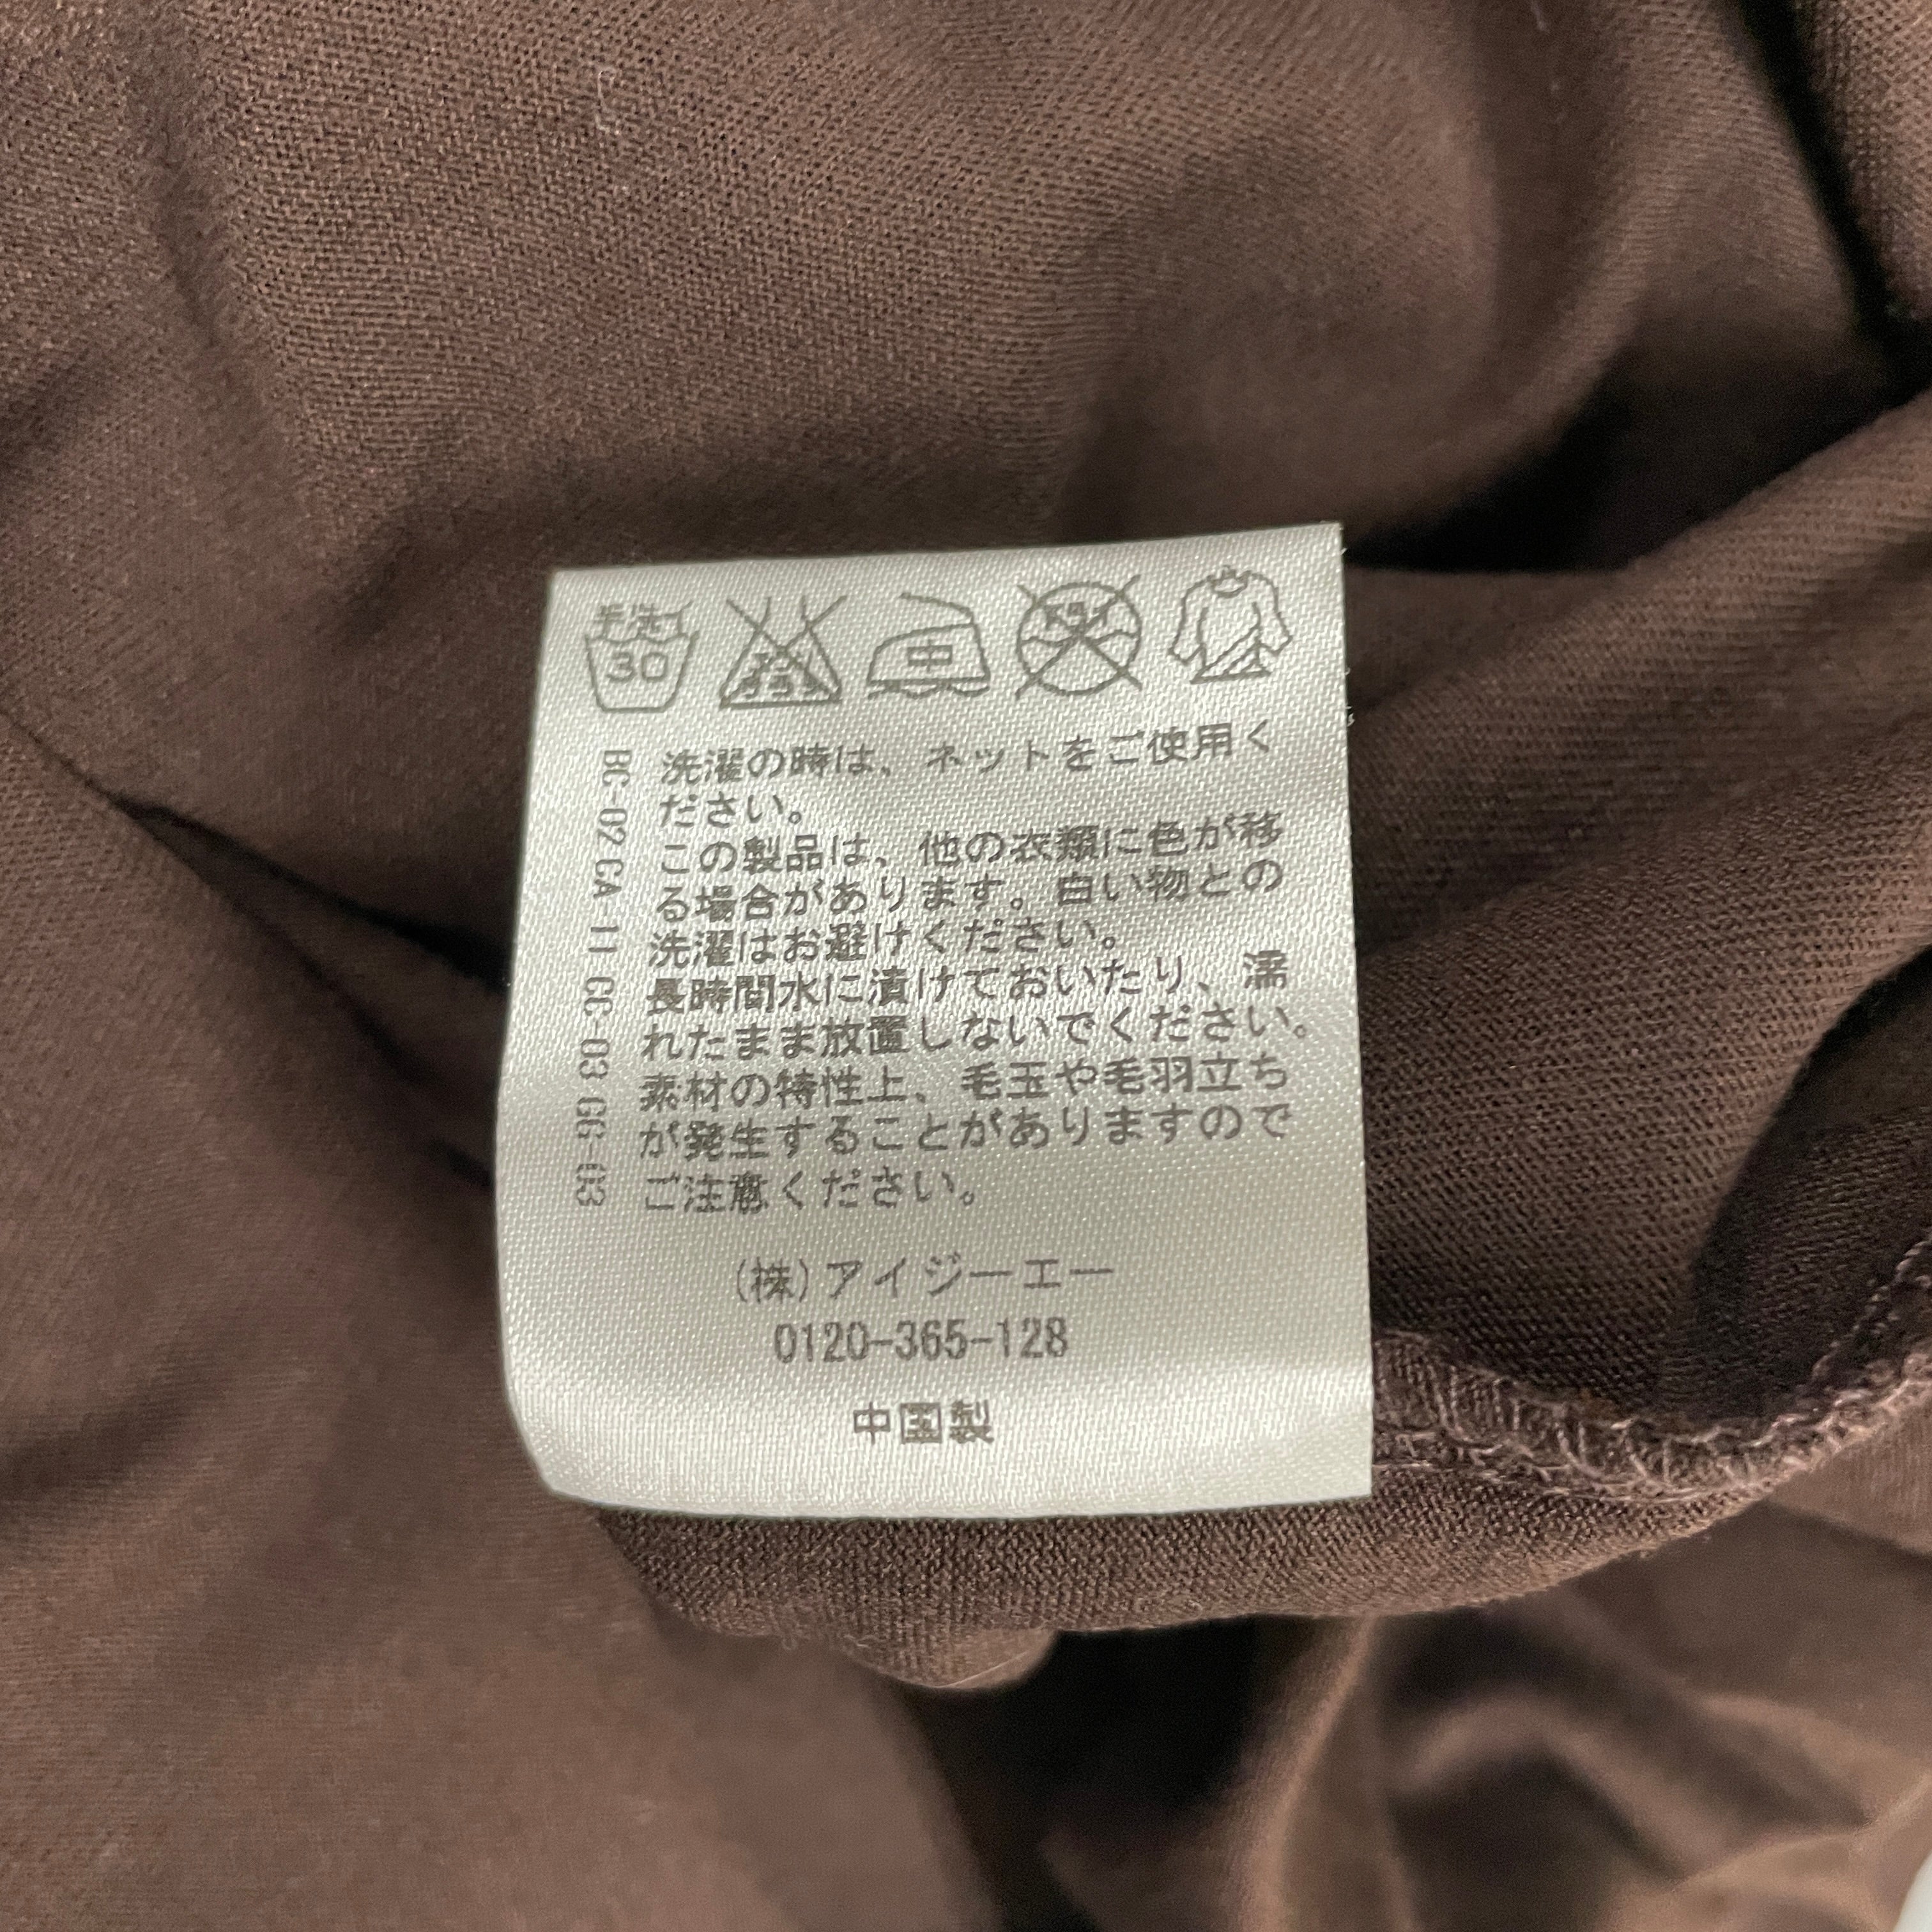 手洗イ
30
中
洗濯の時は、ネットをご使用く
ださい。
この製品は、他の衣類に色が移
る場合があります。白い物との
洗濯はお避けください。
長時間水に漬けておいたり、濡
れたまま放置しないでください。
素材の特性上、毛玉や毛羽立ち
が発生することがありますので
ご注意ください。
BC-02 CA-11 CC-03 GG-03
(株)アイジーエー
0120-365-128
中国製